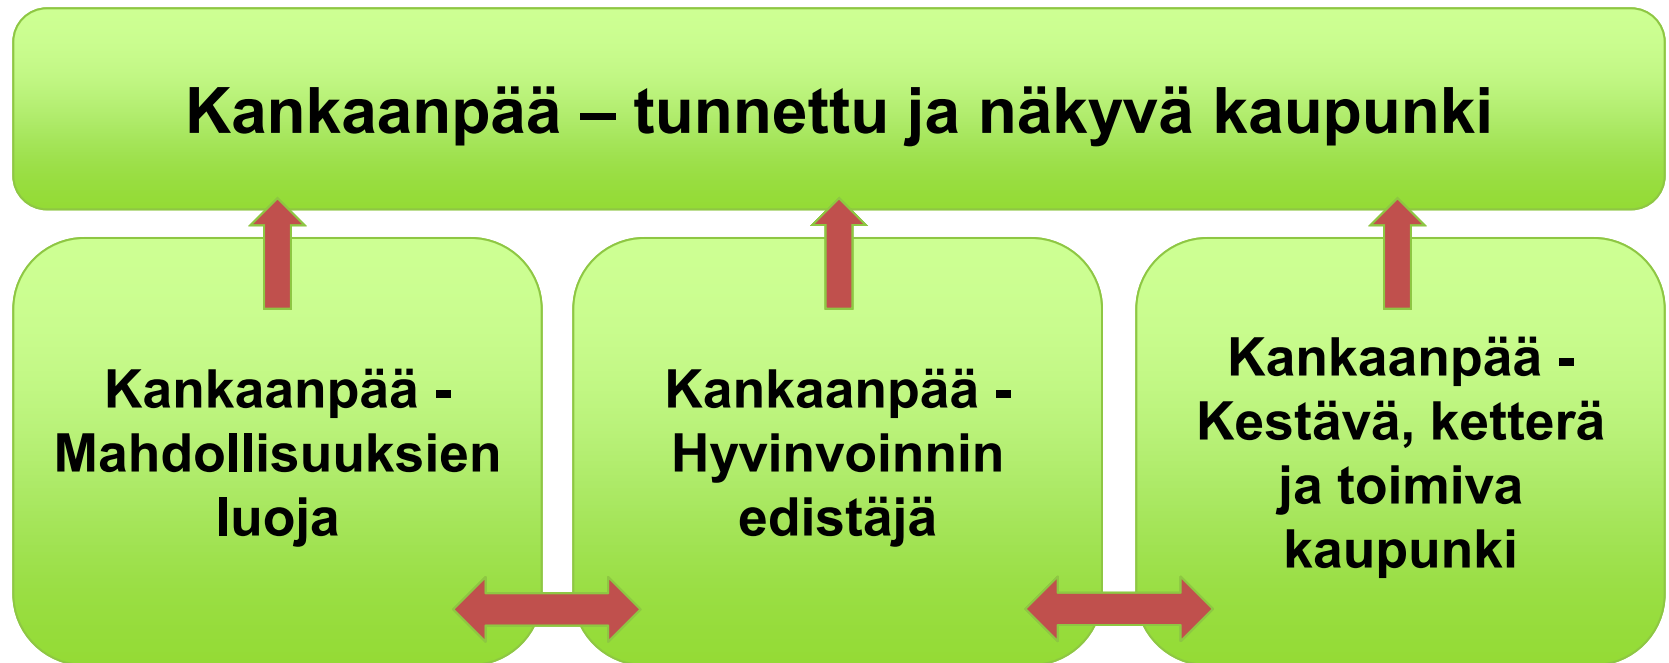 Kankaanpää – tunnettu ja näkyvä kaupunki
Kankaanpää -
Mahdollisuuksien
luoja
Kankaanpää -
Hyvinvoinnin
edistäjä
Kankaanpää -
Kestävä, ketterä
ja toimiva
kaupunki